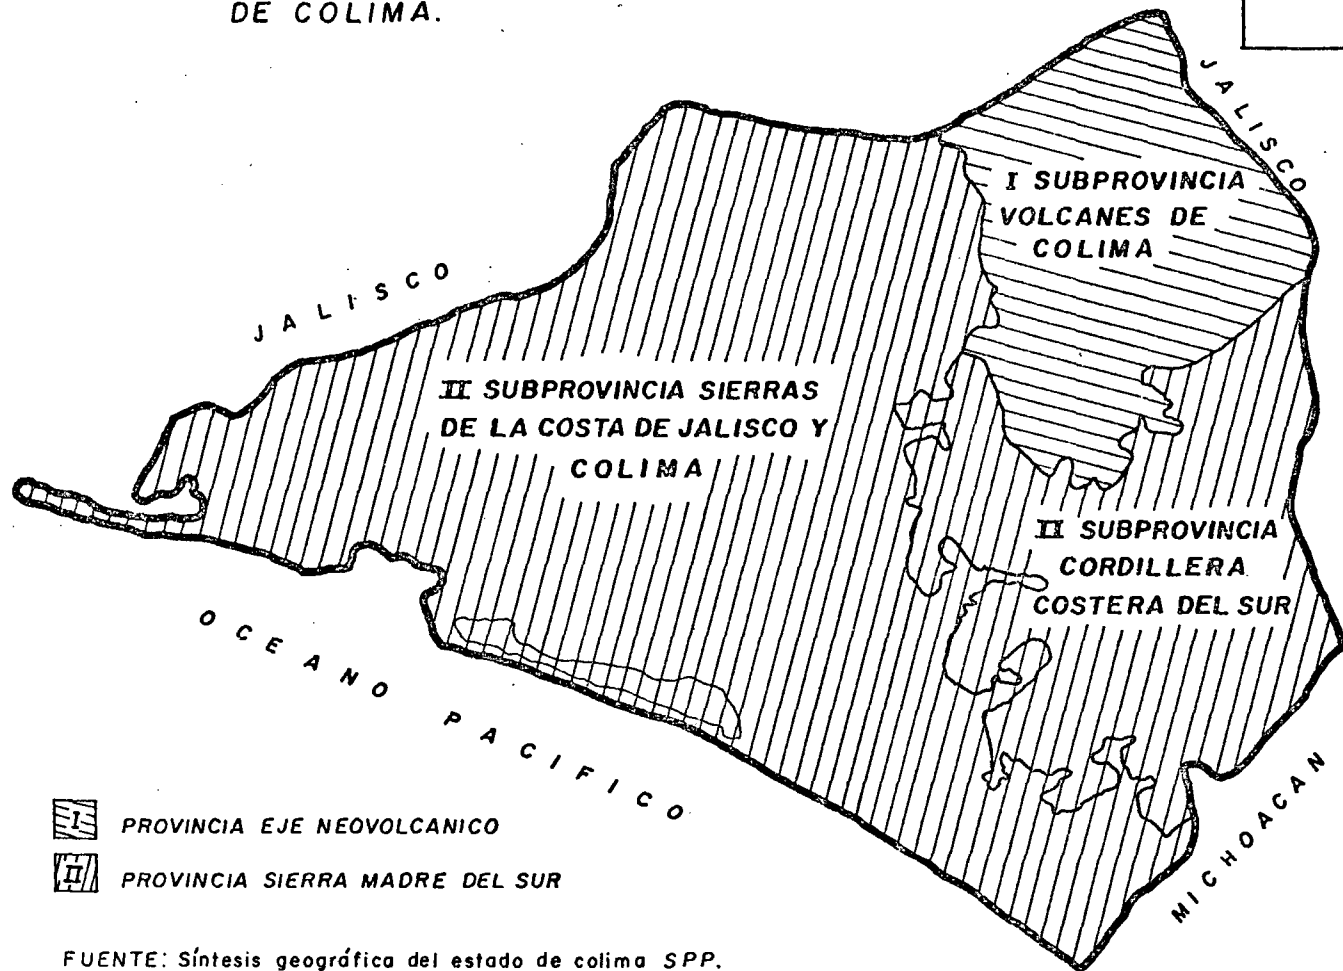 DE COLIMA.
JALISCO
I SUBPROVINCIA
VOLCANES DE
COLIMA
JALISCO
II SUBPROVINCIA SIERRAS
DE LA COSTA DE JALISCO Y
COLIMA
II SUBPROVINCIA
CORDILLERA
COSTERA DEL SUR
OCEANO PACIFICO
MICHOACAN
I PROVINCIA EJE NEOVOLCANICO
II PROVINCIA SIERRA MADRE DEL SUR
FUENTE: Síntesis geográfica del estado de colima SPP.